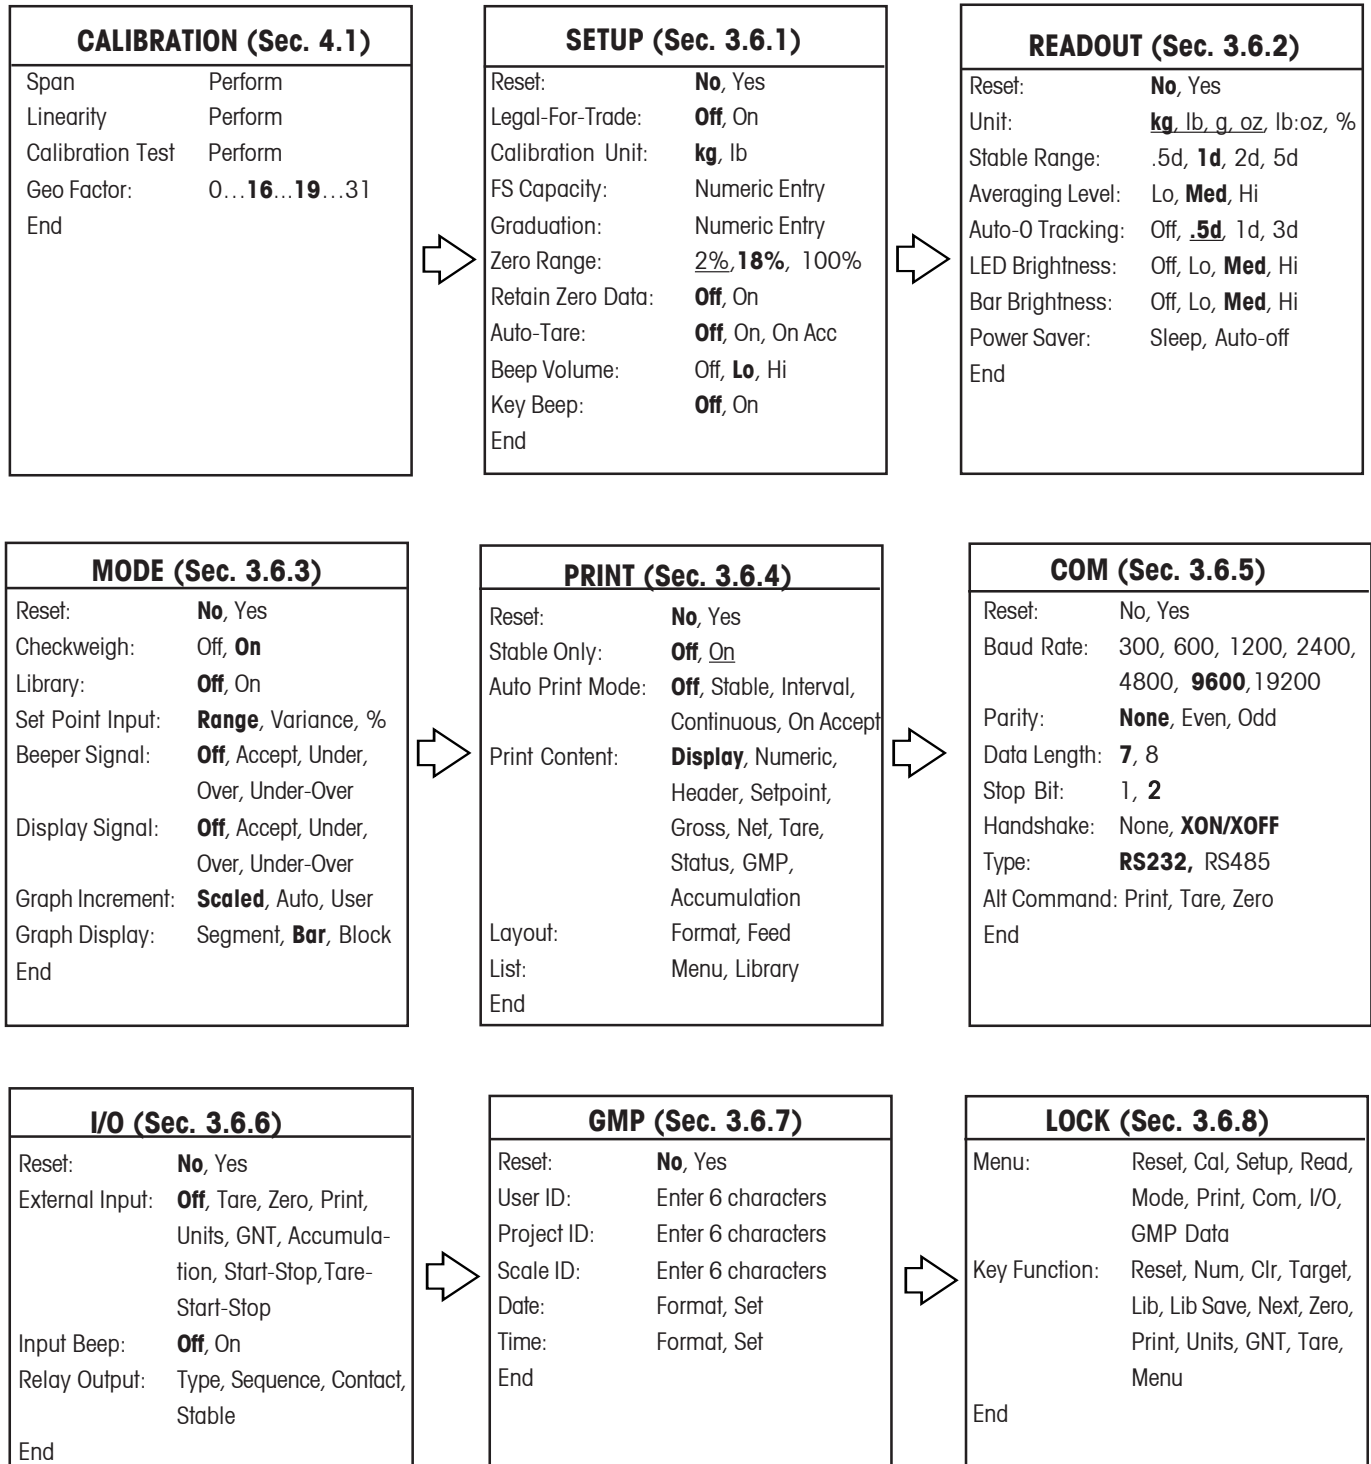 CALIBRATION (Sec. 4.1)
Span Perform
Linearity Perform
Calibration Test Perform
Geo Factor: 0...16...19...31
End
SETUP (Sec. 3.6.1)
Reset: No, Yes
Legal-For-Trade: Off, On
Calibration Unit: kg, lb
FS Capacity: Numeric Entry
Graduation: Numeric Entry
Zero Range: 2%,18%, 100%
Retain Zero Data: Off, On
Auto-Tare: Off, On, On Acc
Beep Volume: Off, Lo, Hi
Key Beep: Off, On
End
READOUT (Sec. 3.6.2)
Reset: No, Yes
Unit: kg, lb, g, oz, lb:oz, %
Stable Range: .5d, 1d, 2d, 5d
Averaging Level: Lo, Med, Hi
Auto-0 Tracking: Off, .5d, 1d, 3d
LED Brightness: Off, Lo, Med, Hi
Bar Brightness: Off, Lo, Med, Hi
Power Saver: Sleep, Auto-off
End
MODE (Sec. 3.6.3)
Reset: No, Yes
Checkweigh: Off, On
Library: Off, On
Set Point Input: Range, Variance, %
Beeper Signal: Off, Accept, Under,
Over, Under-Over
Display Signal: Off, Accept, Under,
Over, Under-Over
Graph Increment: Scaled, Auto, User
Graph Display: Segment, Bar, Block
End
PRINT (Sec. 3.6.4)
Reset: No, Yes
Stable Only: Off, On
Auto Print Mode: Off, Stable, Interval,
Continuous, On Accept
Print Content: Display, Numeric,
Header, Setpoint,
Gross, Net, Tare,
Status, GMP,
Accumulation
Layout: Format, Feed
List: Menu, Library
End
COM (Sec. 3.6.5)
Reset: No, Yes
Baud Rate: 300, 600, 1200, 2400,
4800, 9600,19200
Parity: None, Even, Odd
Data Length: 7, 8
Stop Bit: 1, 2
Handshake: None, XON/XOFF
Type: RS232, RS485
Alt Command: Print, Tare, Zero
End
I/O (Sec. 3.6.6)
Reset: No, Yes
External Input: Off, Tare, Zero, Print,
Units, GNT, Accumula-
tion, Start-Stop,Tare-
Start-Stop
Input Beep: Off, On
Relay Output: Type, Sequence, Contact,
Stable
End
GMP (Sec. 3.6.7)
Reset: No, Yes
User ID: Enter 6 characters
Project ID: Enter 6 characters
Scale ID: Enter 6 characters
Date: Format, Set
Time: Format, Set
End
LOCK (Sec. 3.6.8)
Menu: Reset, Cal, Setup, Read,
Mode, Print, Com, I/O,
GMP Data
Key Function: Reset, Num, Clr, Target,
Lib, Lib Save, Next, Zero,
Print, Units, GNT, Tare,
Menu
End